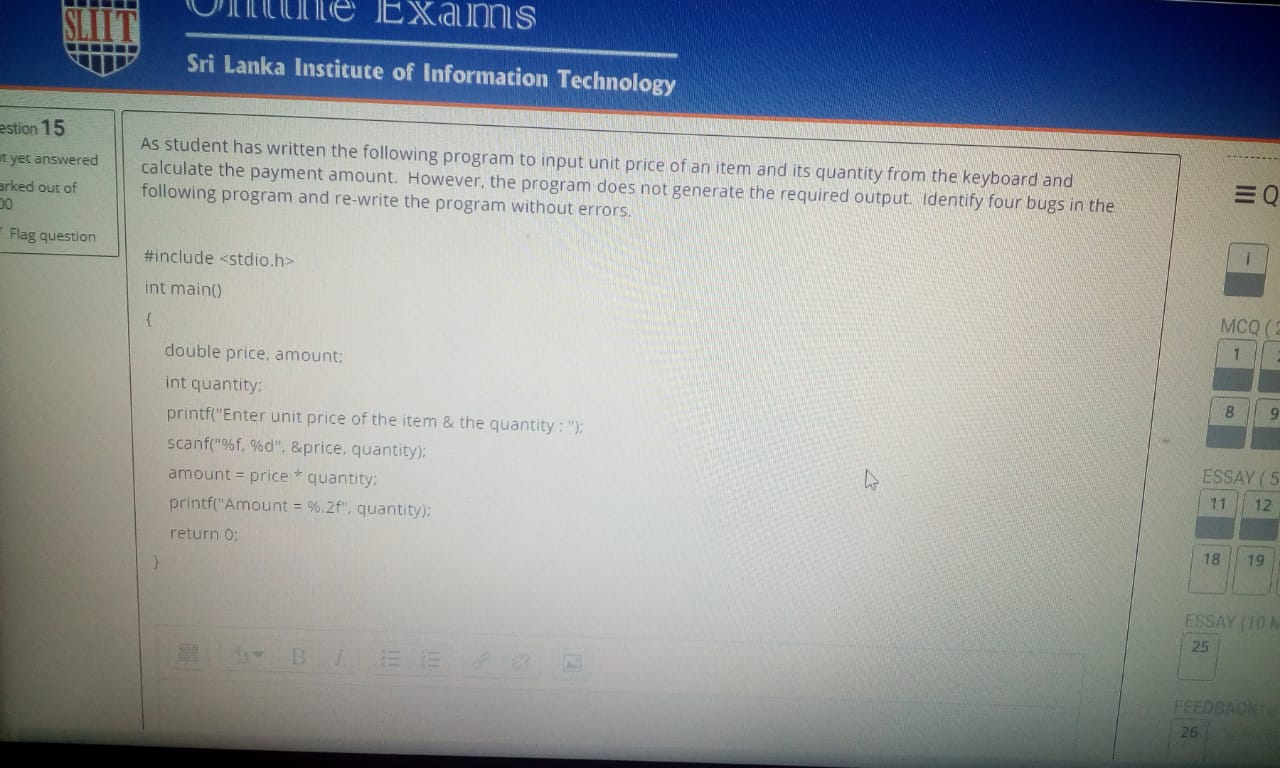 SLIIT
Online Exams
Sri Lanka Institute of Information Technology
estion 15
t yet answered
arked out of
00
Flag question
As student has written the following program to input unit price of an item and its quantity from the keyboard and
calculate the payment amount. However, the program does not generate the required output. Identify four bugs in the
following program and re-write the program without errors.
#include <stdio.h>
int main()
{
double price, amount;
int quantity;
printf("Enter unit price of the item & the quantity : ");
scanf("%f, %d", &price, quantity);
amount = price * quantity;
printf("Amount = %.2f", quantity);
return 0;
}
B I
Q
i
MCQ ( 2
1
8 9
ESSAY ( 5
11 12
18 19
ESSAY (10 M
25
FEEDBACK
26